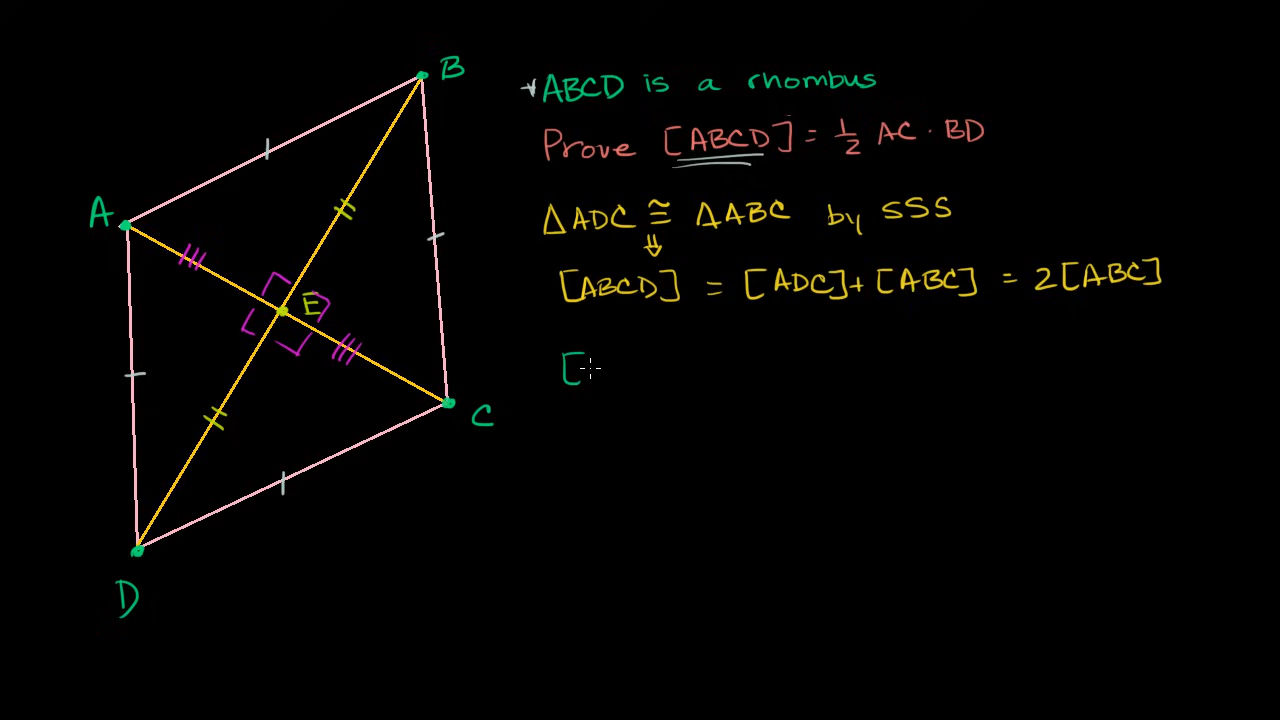 B
ABCD is a rhombus
Prove [ABCD] = 1/2 AC · BD
A
ΔADC ≅ ΔABC by SSS
⇓
[ABCD] = [ADC] + [ABC] = 2[ABC]
E
[
C
D